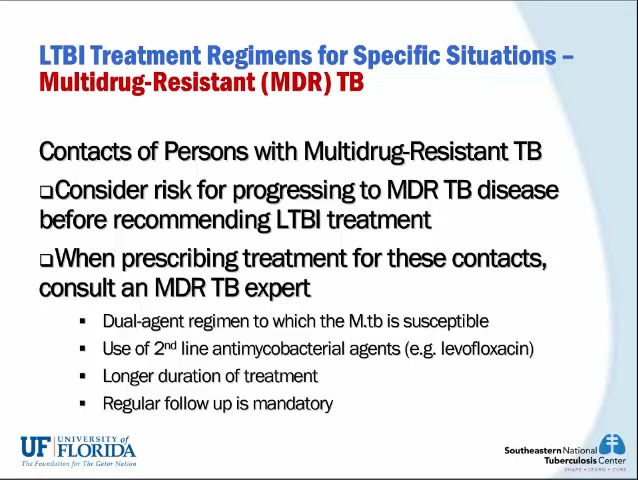 LTBI Treatment Regimens for Specific Situations –
Multidrug-Resistant (MDR) TB
Contacts of Persons with Multidrug-Resistant TB
❑Consider risk for progressing to MDR TB disease
before recommending LTBI treatment
❑When prescribing treatment for these contacts,
consult an MDR TB expert
▪ Dual-agent regimen to which the M.tb is susceptible
▪ Use of 2nd line antimycobacterial agents (e.g. levofloxacin)
▪ Longer duration of treatment
▪ Regular follow up is mandatory
UF UNIVERSITY of
FLORIDA
The Foundation for The Gator Nation
Southeastern National
Tuberculosis Center
SHARE • LEARN • CURE